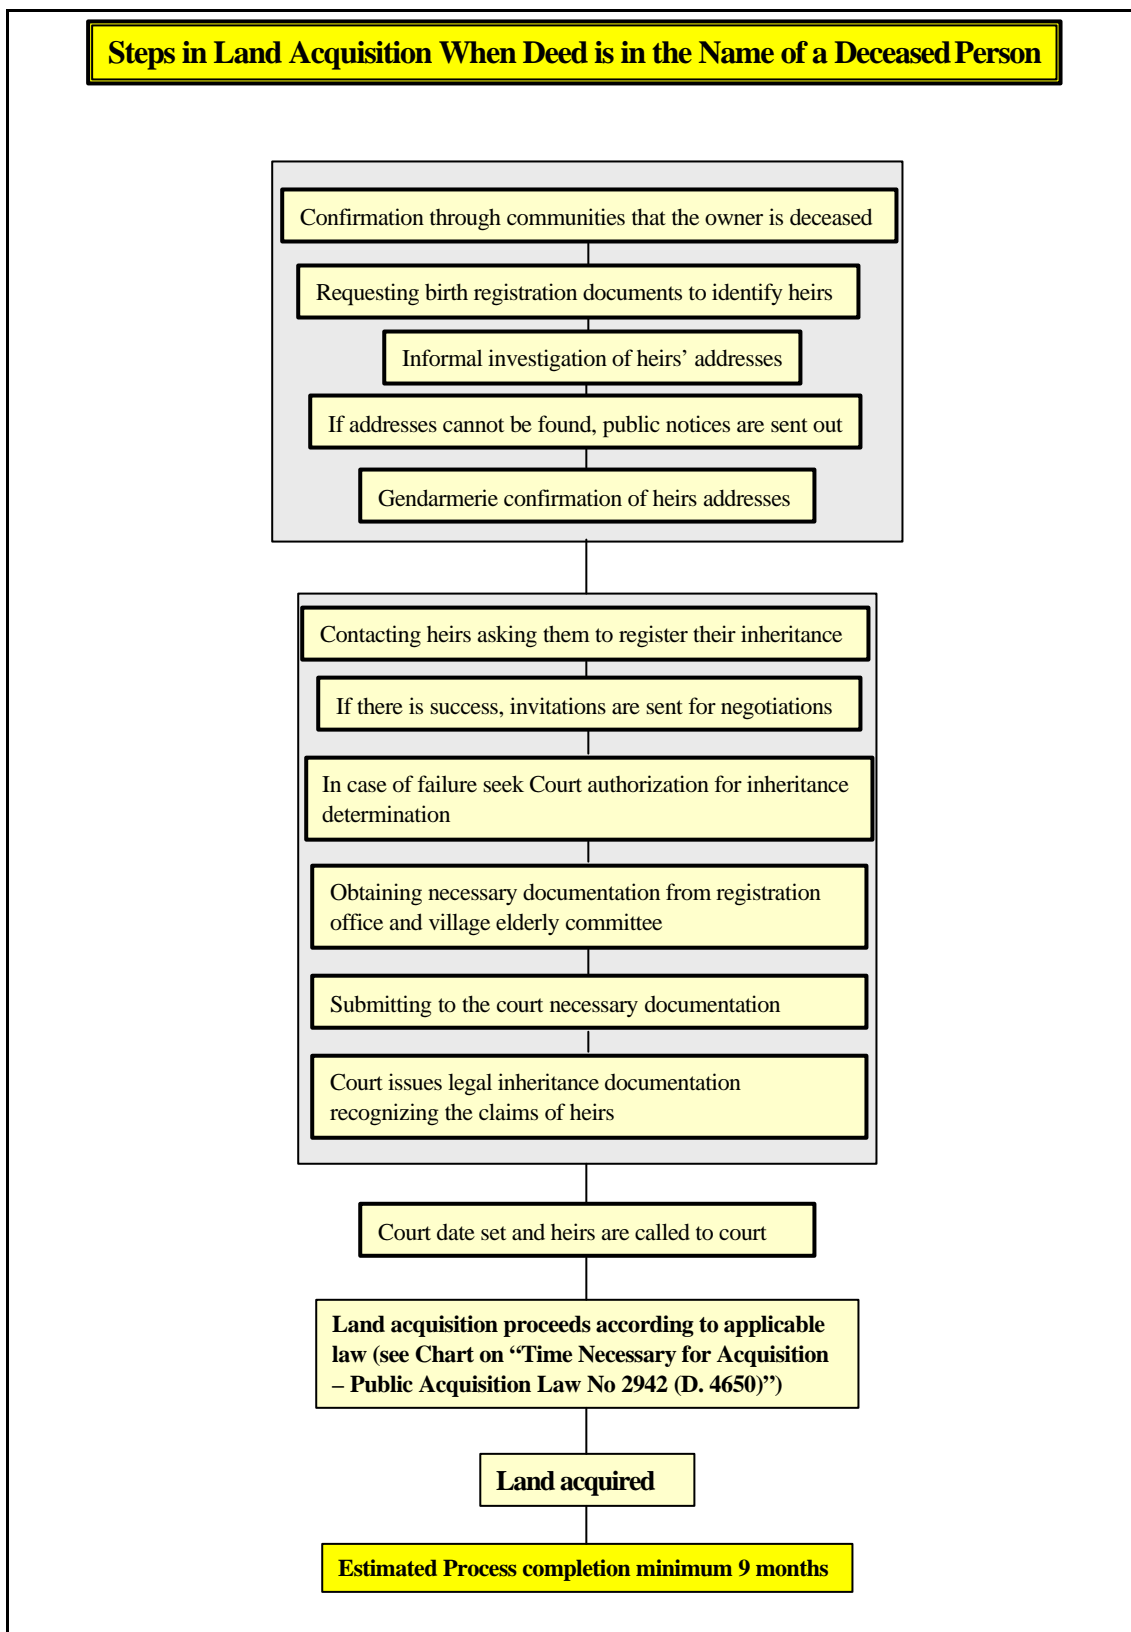 Steps in Land Acquisition When Deed is in the Name of a Deceased Person
Confirmation through communities that the owner is deceased
Requesting birth registration documents to identify heirs
Informal investigation of heirs’ addresses
If addresses cannot be found, public notices are sent out
Gendarmerie confirmation of heirs addresses
Contacting heirs asking them to register their inheritance
If there is success, invitations are sent for negotiations
In case of failure seek Court authorization for inheritance
determination
Obtaining necessary documentation from registration
office and village elderly committee
Submitting to the court necessary documentation
Court issues legal inheritance documentation
recognizing the claims of heirs
Court date set and heirs are called to court
Land acquisition proceeds according to applicable
law (see Chart on “Time Necessary for Acquisition
– Public Acquisition Law No 2942 (D. 4650)”)
Land acquired
Estimated Process completion minimum 9 months